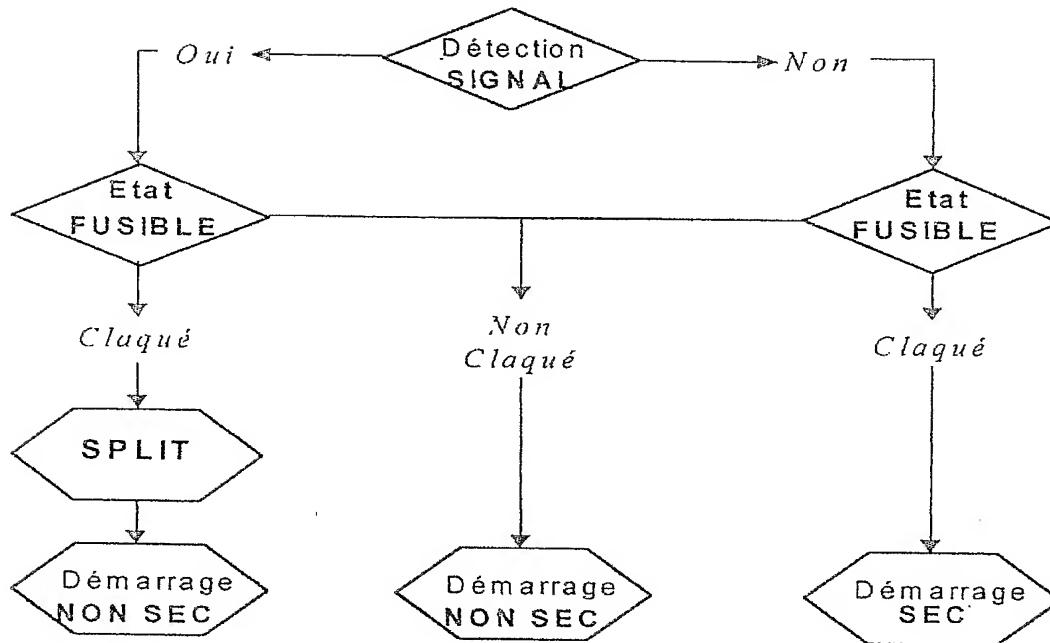 Détection
SIGNAL
Oui
Non
Etat
FUSIBLE
Etat
FUSIBLE
Claqué
Non
Claqué
Claqué
SPLIT
Démarrage
NON SEC
Démarrage
NON SEC
Démarrage
SEC